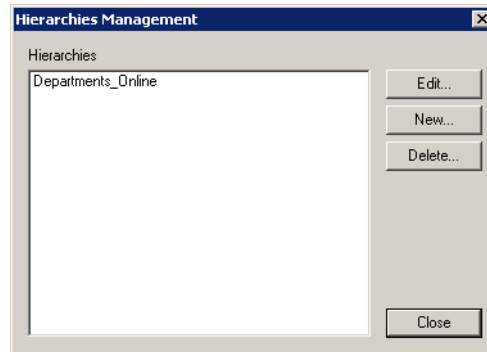 Hierarchies Management
Hierarchies
Departments_Online
Edit...
New...
Delete...
Close